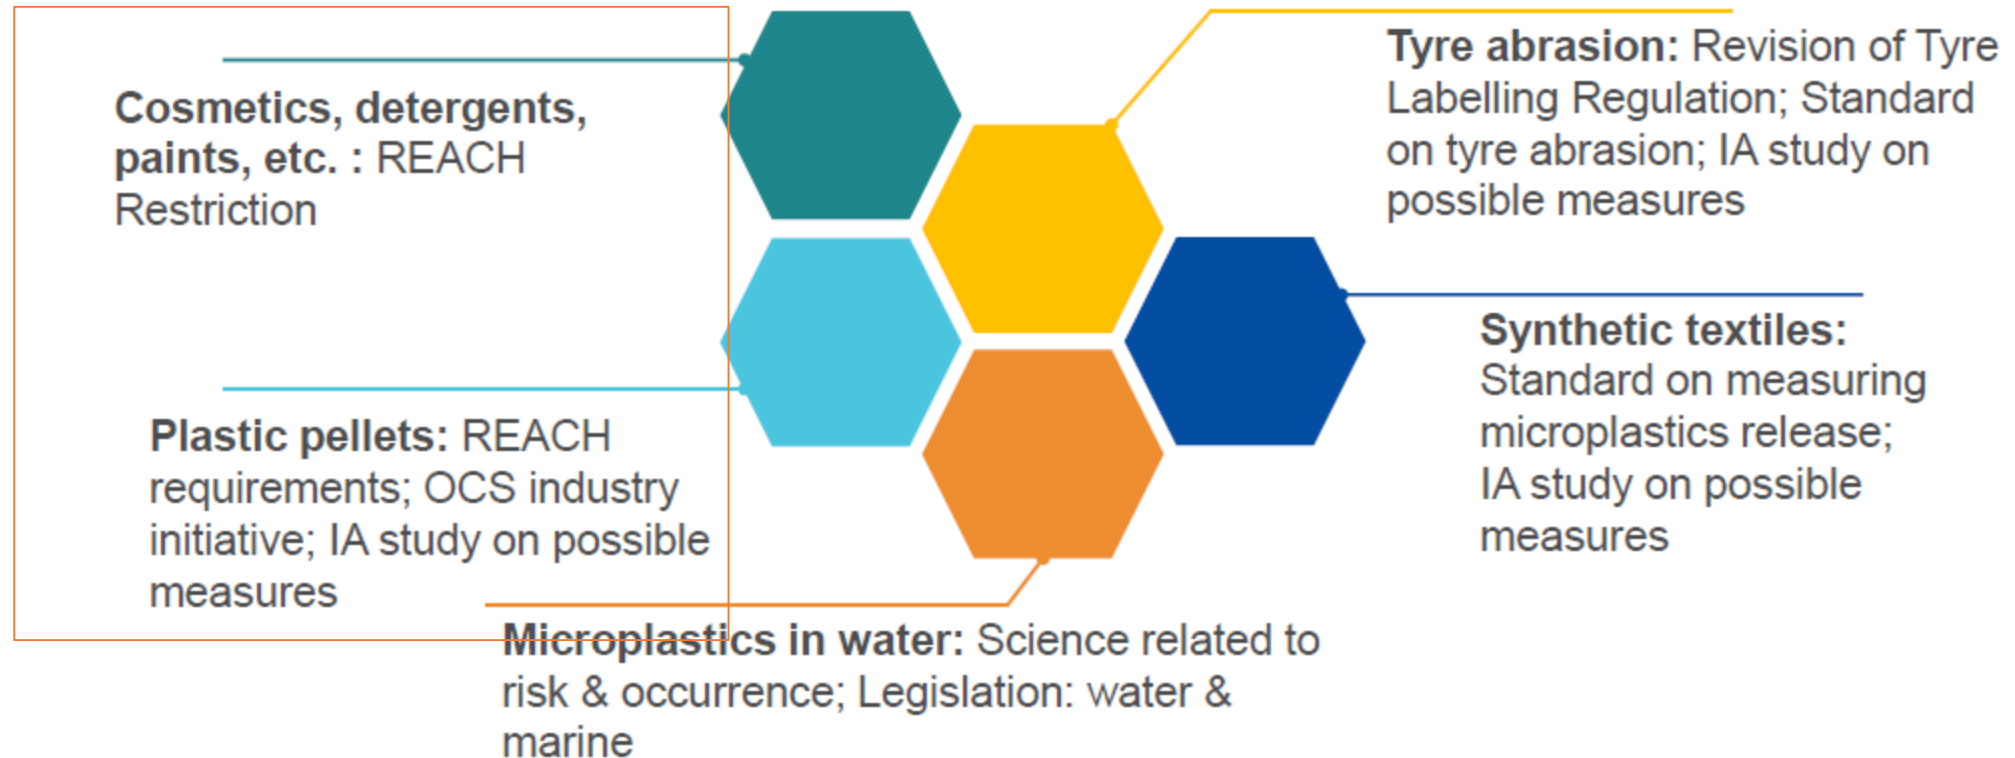 Cosmetics, detergents,
paints, etc. : REACH
Restriction
Plastic pellets: REACH
requirements; OCS industry
initiative; IA study on possible
measures
Microplastics in water: Science related to
risk & occurrence; Legislation: water &
marine
Tyre abrasion: Revision of Tyre
Labelling Regulation; Standard
on tyre abrasion; IA study on
possible measures
Synthetic textiles:
Standard on measuring
microplastics release;
IA study on possible
measures